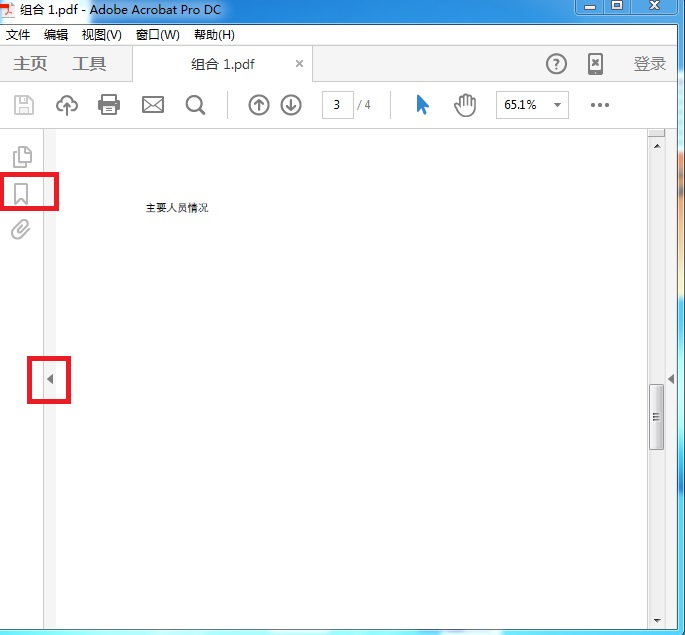 组合 1.pdf - Adobe Acrobat Pro DC
文件 编辑 视图(V) 窗口(W) 帮助(H)
主页 工具 组合 1.pdf × ? 登录
3 / 4 65.1%
主要人员情况